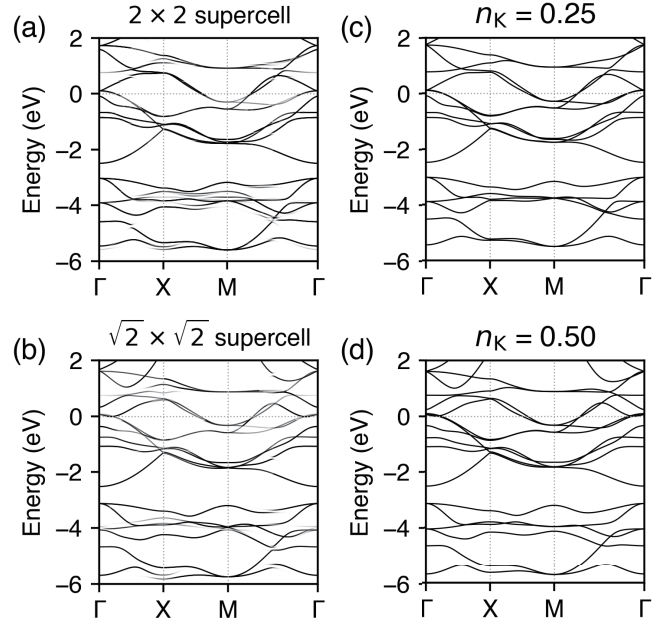 (a) 2 × 2 supercell
Energy (eV)
2
0
−2
−4
−6
Γ X M Γ
(c) nK = 0.25
Energy (eV)
2
0
−2
−4
−6
Γ X M Γ
(b) √2 × √2 supercell
Energy (eV)
2
0
−2
−4
−6
Γ X M Γ
(d) nK = 0.50
Energy (eV)
2
0
−2
−4
−6
Γ X M Γ